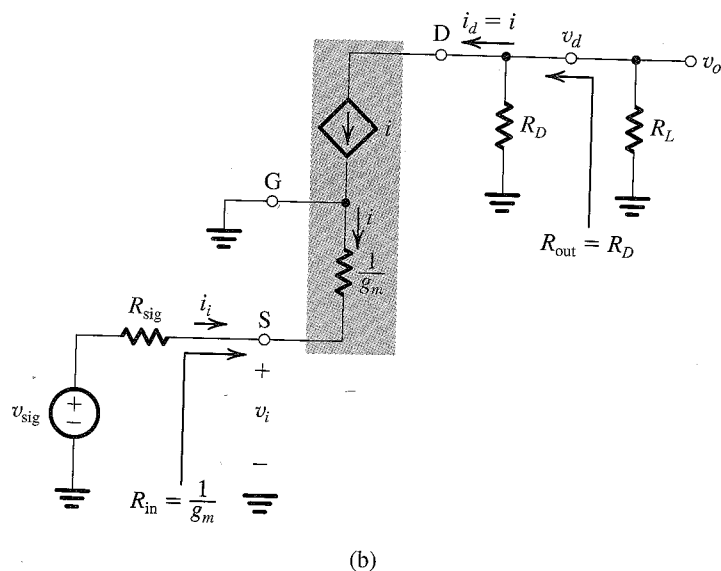 i_d = i
D
v_d
v_o
i
R_D
R_L
G
i
1/g_m
R_out = R_D
R_sig
i_i
S
+
v_sig
+
−
v_i
−
R_in = 1/g_m
(b)